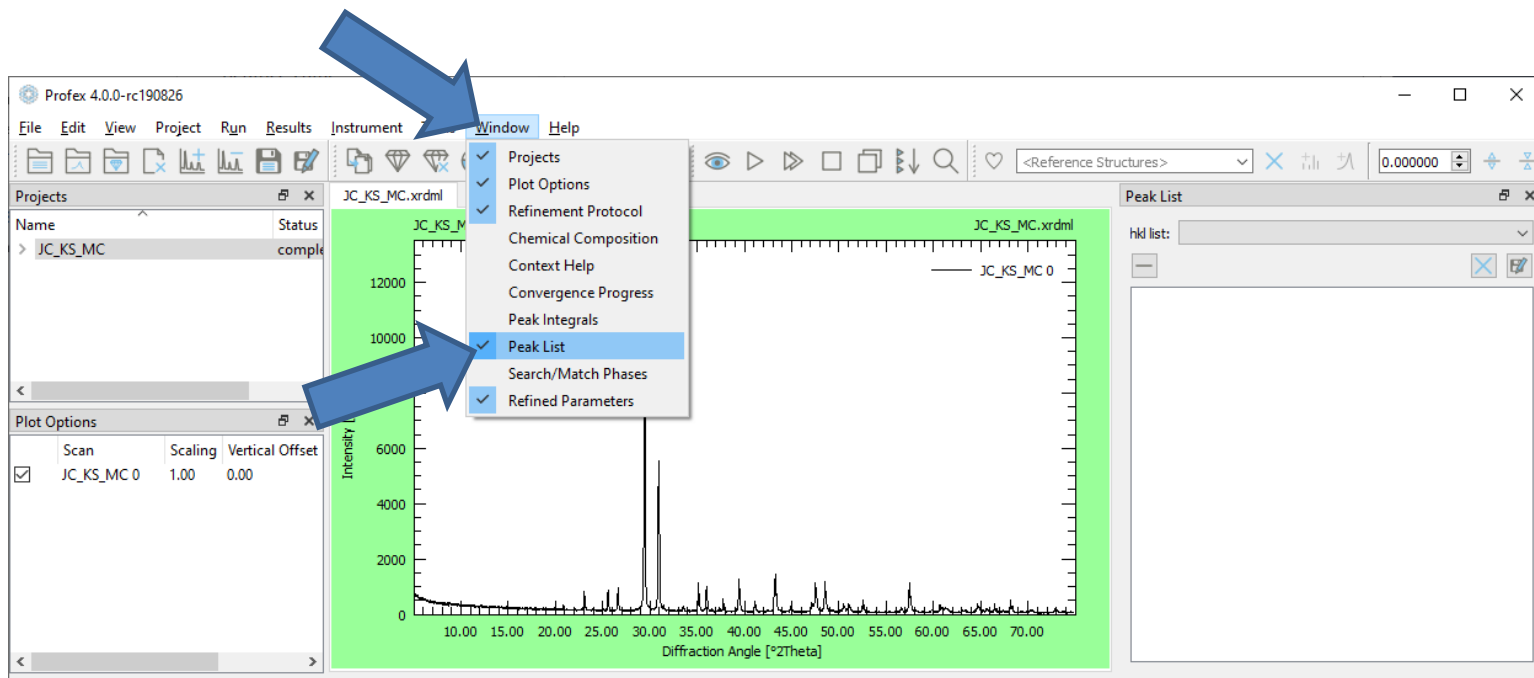 Profex 4.0.0-rc190826
File Edit View Project Run Results Instrument Window Help
<Reference Structures>
0.000000
Projects
Name Status
JC_KS_MC comple
Plot Options
Scan Scaling Vertical Offset
JC_KS_MC 0 1.00 0.00
JC_KS_MC.xrdml
JC_KS_M
JC_KS_MC.xrdml
JC_KS_MC 0
Projects
Plot Options
Refinement Protocol
Chemical Composition
Context Help
Convergence Progress
Peak Integrals
Peak List
Search/Match Phases
Refined Parameters
12000
10000
6000
4000
2000
0
Intensity [
10.00 15.00 20.00 25.00 30.00 35.00 40.00 45.00 50.00 55.00 60.00 65.00 70.00
Diffraction Angle [°2Theta]
Peak List
hkl list: